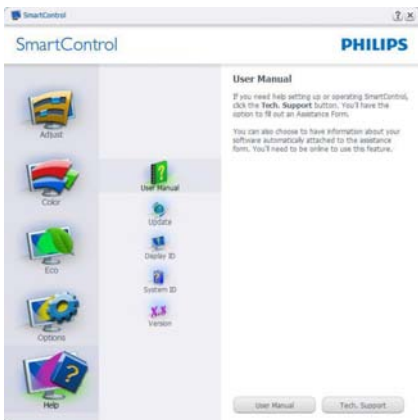 SmartControl
SmartControl
PHILIPS
Adjust
Color
Eco
Options
Help
User Manual
Update
Display ID
System ID
X.X
Version
User Manual
If you need help setting up or operating SmartControl,
click the Tech. Support button. You'll have the
option to fill out an Assistance Form.
You can also choose to have information about your
software automatically attached to the assistance
form. You'll need to be online to use this feature.
User Manual
Tech. Support